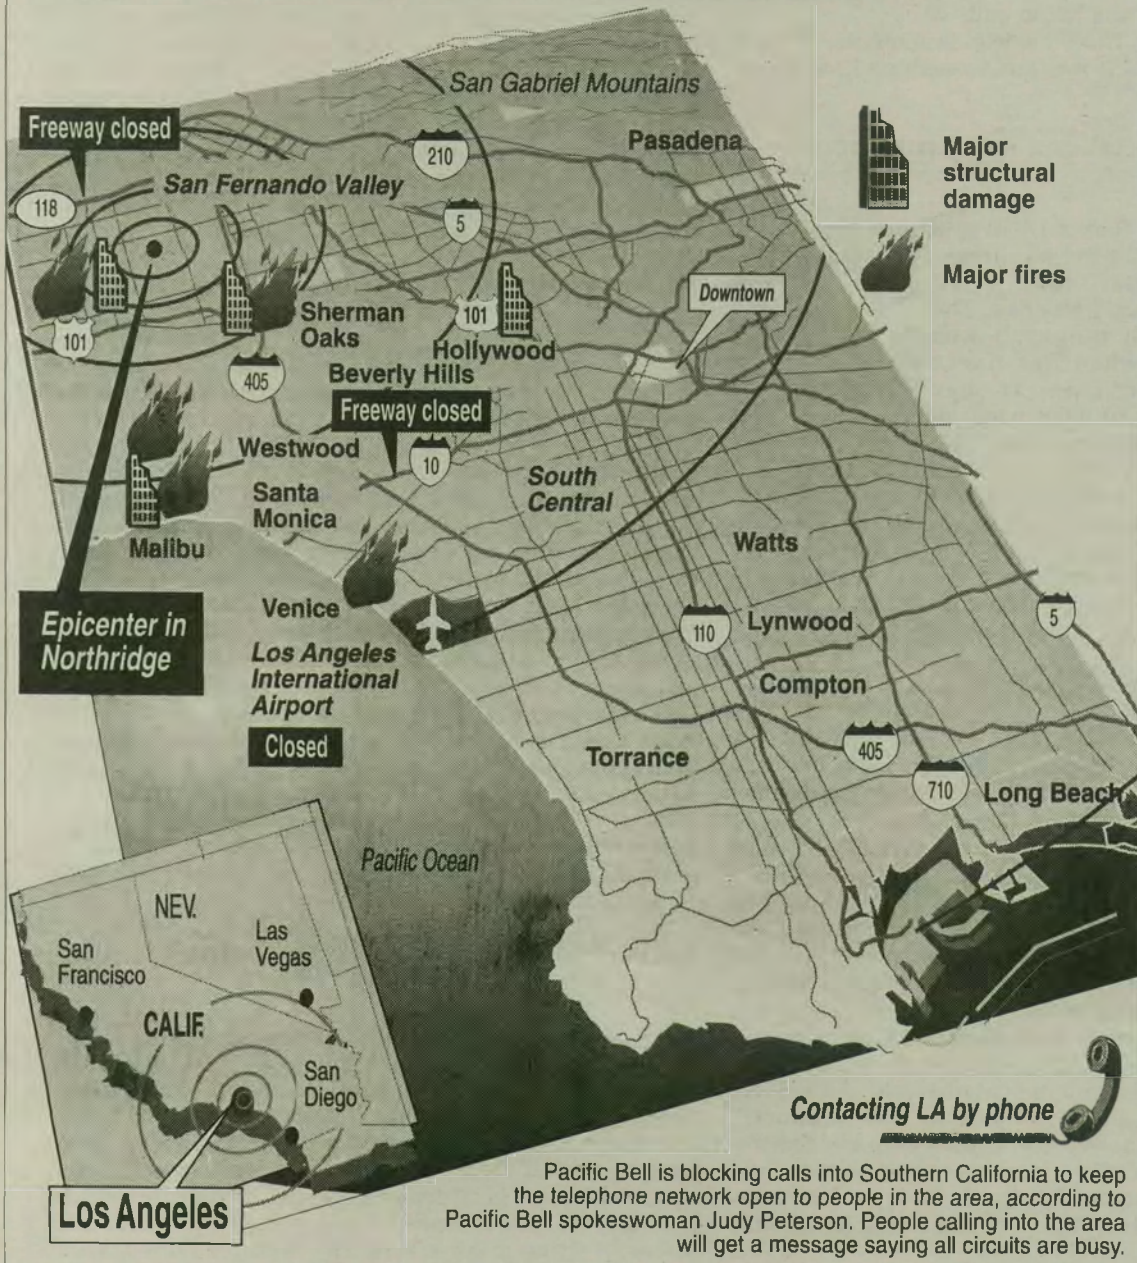 San Gabriel Mountains
Freeway closed
Pasadena
210
Major
structural
damage
San Fernando Valley
118
5
Major fires
Downtown
Sherman
Oaks
101
101
Hollywood
405
Beverly Hills
Freeway closed
Westwood
10
South
Central
Santa
Monica
Malibu
Watts
Venice
Epicenter in
Northridge
110
Lynwood
5
Los Angeles
International
Airport
Closed
Compton
Torrance
405
710
Long Beach
Pacific Ocean
NEV.
Las
Vegas
San
Francisco
CALIF.
San
Diego
Los Angeles
Contacting LA by phone
Pacific Bell is blocking calls into Southern California to keep
the telephone network open to people in the area, according to
Pacific Bell spokeswoman Judy Peterson. People calling into the area
will get a message saying all circuits are busy.